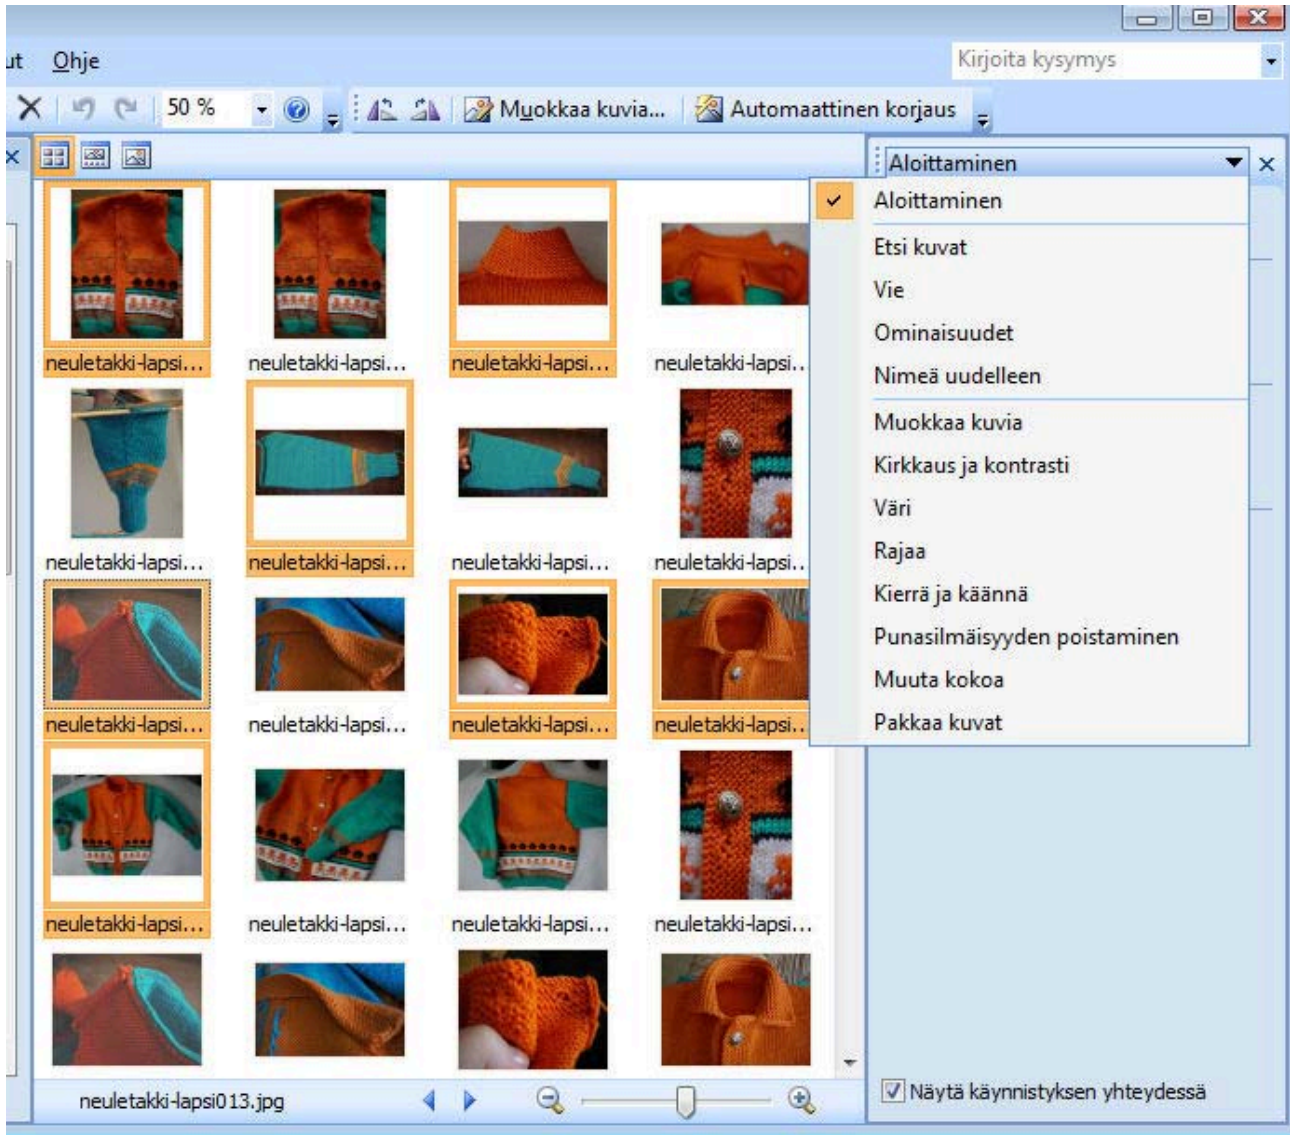 ut Ohje Kirjoita kysymys
50 % Muokkaa kuvia... Automaattinen korjaus
Aloittaminen
Aloittaminen
Etsi kuvat
Vie
Ominaisuudet
Nimeä uudelleen
Muokkaa kuvia
Kirkkaus ja kontrasti
Väri
Rajaa
Kierrä ja käännä
Punasilmäisyyden poistaminen
Muuta kokoa
Pakkaa kuvat
neuletakki-lapsi... neuletakki-lapsi... neuletakki-lapsi... neuletakki-lapsi...
neuletakki-lapsi... neuletakki-lapsi... neuletakki-lapsi... neuletakki-lapsi...
neuletakki-lapsi... neuletakki-lapsi... neuletakki-lapsi... neuletakki-lapsi...
neuletakki-lapsi... neuletakki-lapsi... neuletakki-lapsi... neuletakki-lapsi...
neuletakki-lapsi013.jpg
Näytä käynnistyksen yhteydessä